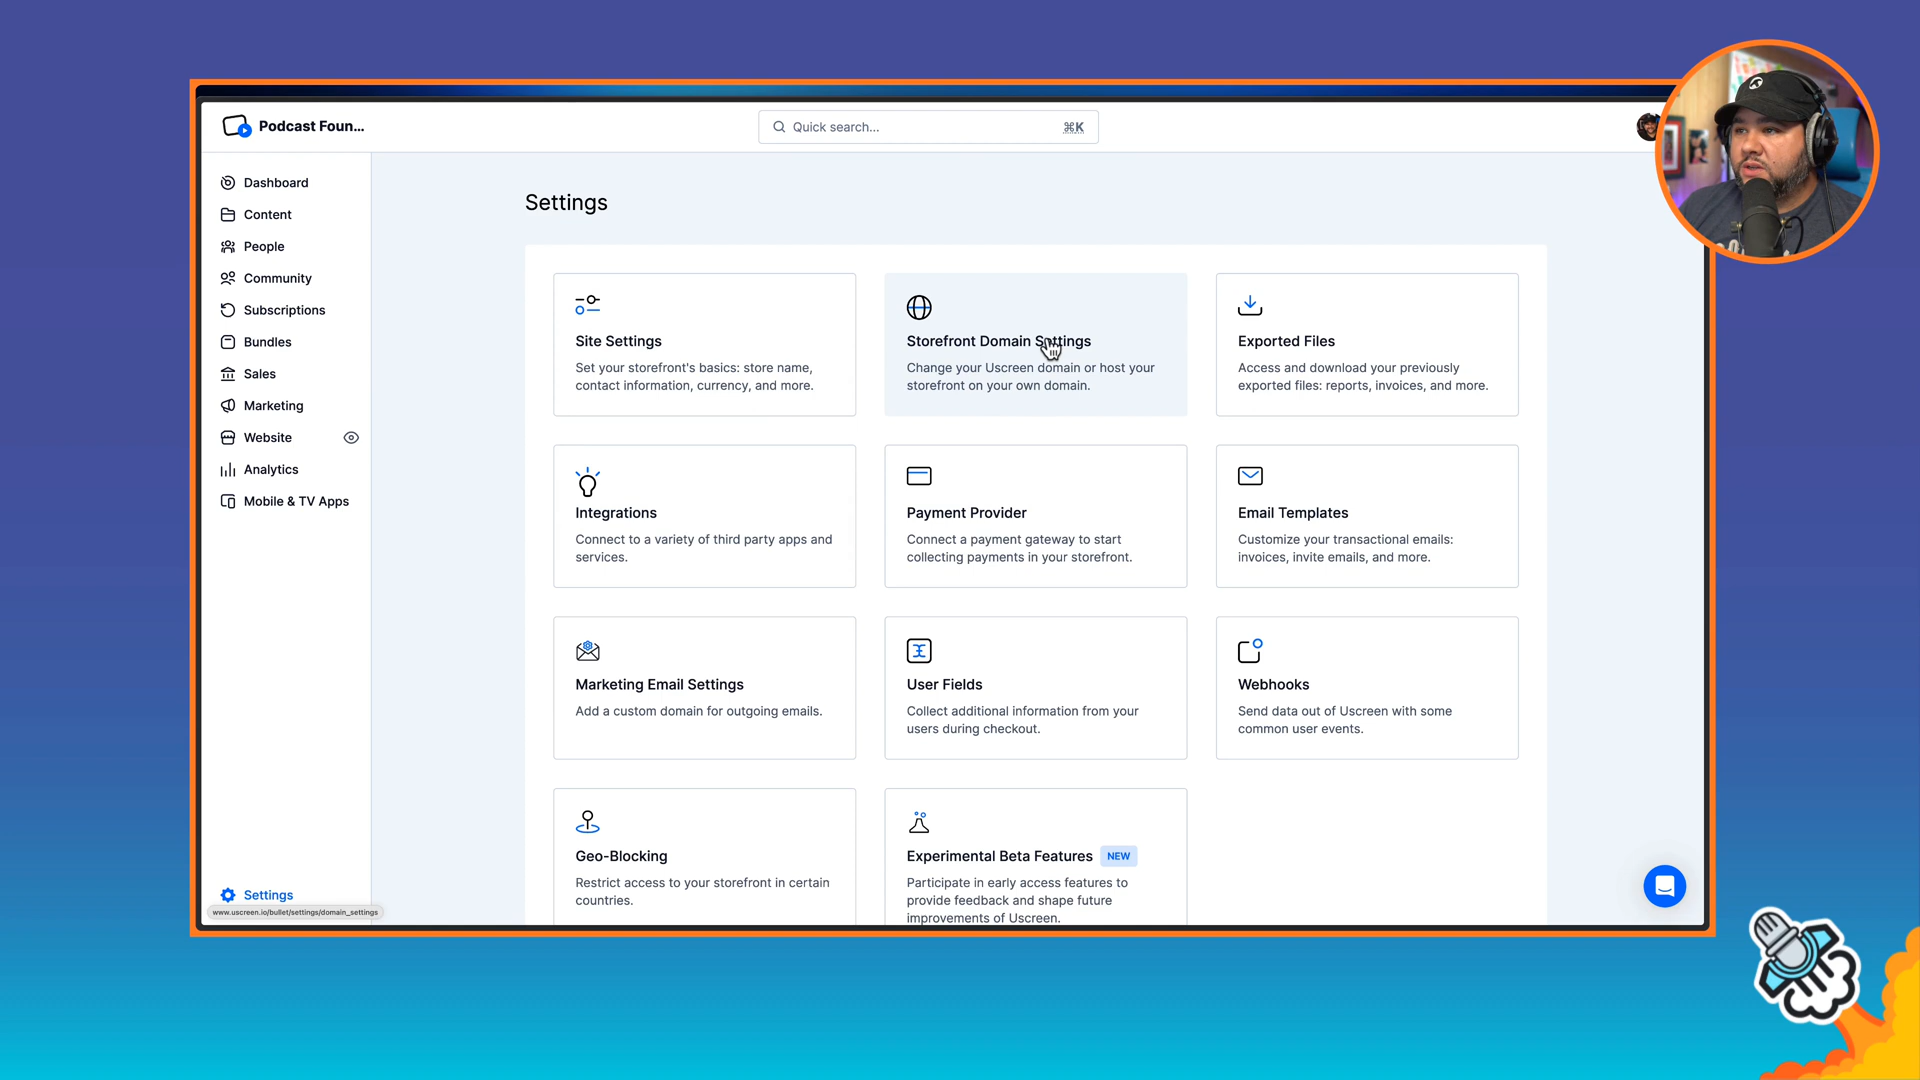 Podcast Foun...
Quick search...
⌘K
Dashboard
Content
People
Community
Subscriptions
Bundles
Sales
Marketing
Website
Analytics
Mobile & TV Apps
Settings
www.uscreen.io/bullet/settings/domain_settings
Settings
Site Settings
Set your storefront's basics: store name,
contact information, currency, and more.
Storefront Domain Settings
Change your Uscreen domain or host your
storefront on your own domain.
Exported Files
Access and download your previously
exported files: reports, invoices, and more.
Integrations
Connect to a variety of third party apps and
services.
Payment Provider
Connect a payment gateway to start
collecting payments in your storefront.
Email Templates
Customize your transactional emails:
invoices, invite emails, and more.
Marketing Email Settings
Add a custom domain for outgoing emails.
User Fields
Collect additional information from your
users during checkout.
Webhooks
Send data out of Uscreen with some
common user events.
Geo-Blocking
Restrict access to your storefront in certain
countries.
Experimental Beta Features NEW
Participate in early access features to
provide feedback and shape future
improvements of Uscreen.